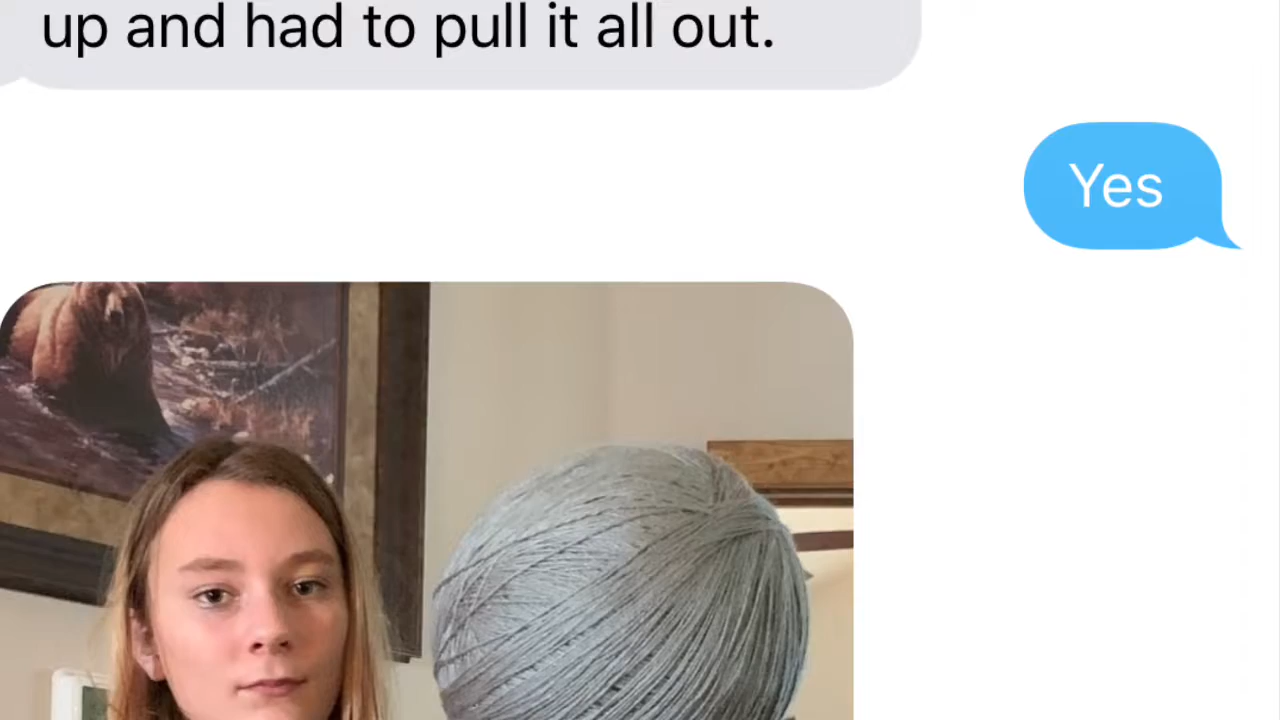 up and had to pull it all out.
Yes